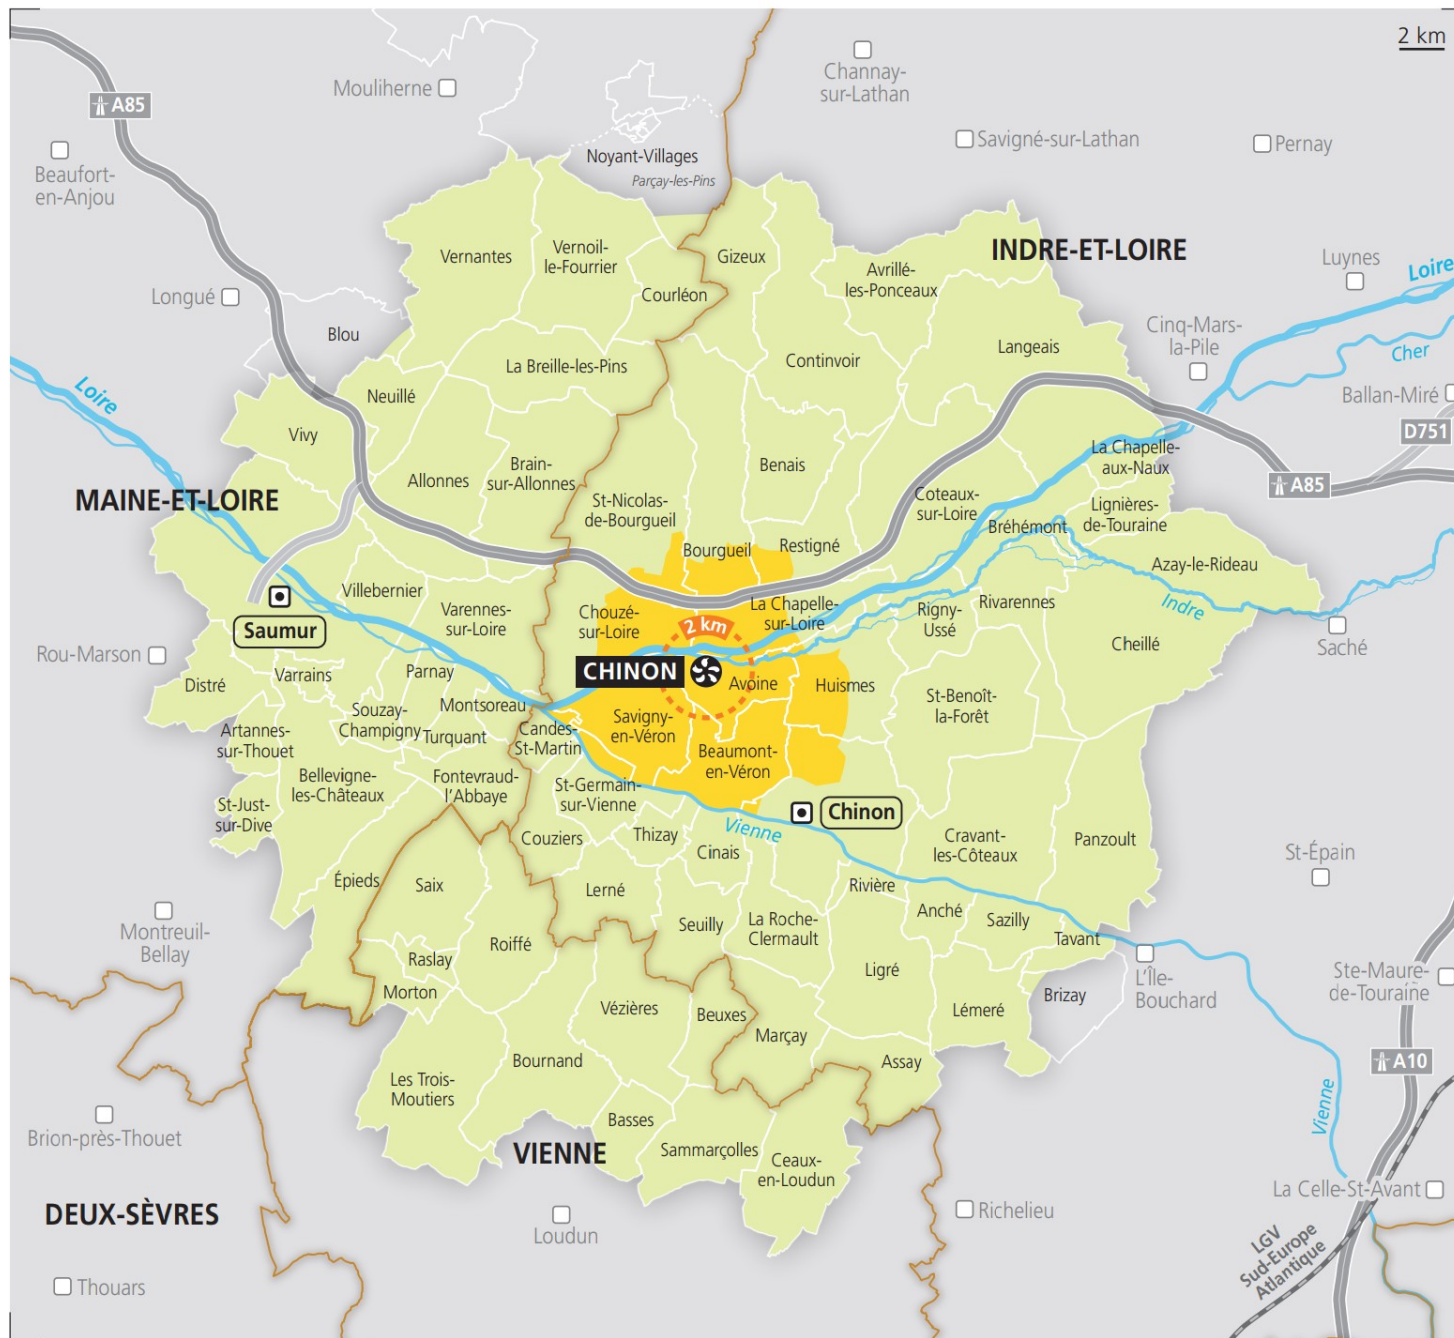 2 km
Channay-
sur-Lathan
Mouliherne
A85
Savigné-sur-Lathan
Pernay
Noyant-Villages
Parçay-les-Pins
Beaufort-
en-Anjou
Vernantes
Vernoil-
le-Fourrier
Gizeux
INDRE-ET-LOIRE
Avrillé-
les-Ponceaux
Luynes
Loire
Longué
Courléon
Blou
Cinq-Mars-
la-Pile
Cher
Langeais
Continvoir
La Breille-les-Pins
Loire
Neuillé
Ballan-Miré
D751
Vivy
La Chapelle-
aux-Naux
Benais
Brain-
sur-Allonnes
Allonnes
A85
MAINE-ET-LOIRE
St-Nicolas-
de-Bourgueil
Coteaux-
sur-Loire
Lignières-
de-Touraine
Bréhémont
Bourgueil
Restigné
Azay-le-Rideau
Villebernier
Indre
Chouzé-
sur-Loire
La Chapelle-
sur-Loire
Rigny-
Ussé
Rivarennes
Varennes-
sur-Loire
Saumur
2 km
Cheillé
Saché
Rou-Marson
CHINON
Parnay
Varrains
Distré
Avoine
Huismes
St-Benoît-
la-Forêt
Montsoreau
Souzay-
Champigny
Turquant
Savigny-
en-Véron
Artannes-
sur-Thouet
Candes-
St-Martin
Beaumont-
en-Véron
Bellevigne-
les-Châteaux
Fontevraud-
l'Abbaye
St-Germain-
sur-Vienne
St-Just-
sur-Dive
Chinon
Vienne
Couziers
Thizay
Cinais
Cravant-
les-Côteaux
Panzoult
St-Épain
Épieds
Saix
Lerné
Rivière
Anché
Sazilly
Seuilly
La Roche-
Clermault
Montreuil-
Bellay
Roiffé
Tavant
Raslay
Ligré
L'Île-
Bouchard
Ste-Maure-
de-Touraine
Morton
Brizay
Vézières
Beuxes
Lémeré
Marçay
Bournand
Assay
A10
Les Trois-
Moutiers
Vienne
Brion-près-Thouet
Basses
VIENNE
Sammarçolles
Ceaux-
en-Loudun
La Celle-St-Avant
DEUX-SÈVRES
Richelieu
Loudun
LGV
Sud-Europe
Atlantique
Thouars